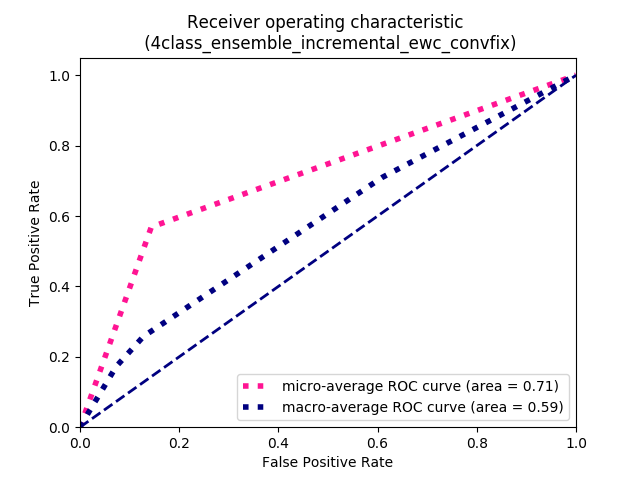 Receiver operating characteristic
(4class_ensemble_incremental_ewc_convfix)
True Positive Rate
1.0
0.8
0.6
0.4
0.2
0.0
micro-average ROC curve (area = 0.71)
macro-average ROC curve (area = 0.59)
0.0 0.2 0.4 0.6 0.8 1.0
False Positive Rate